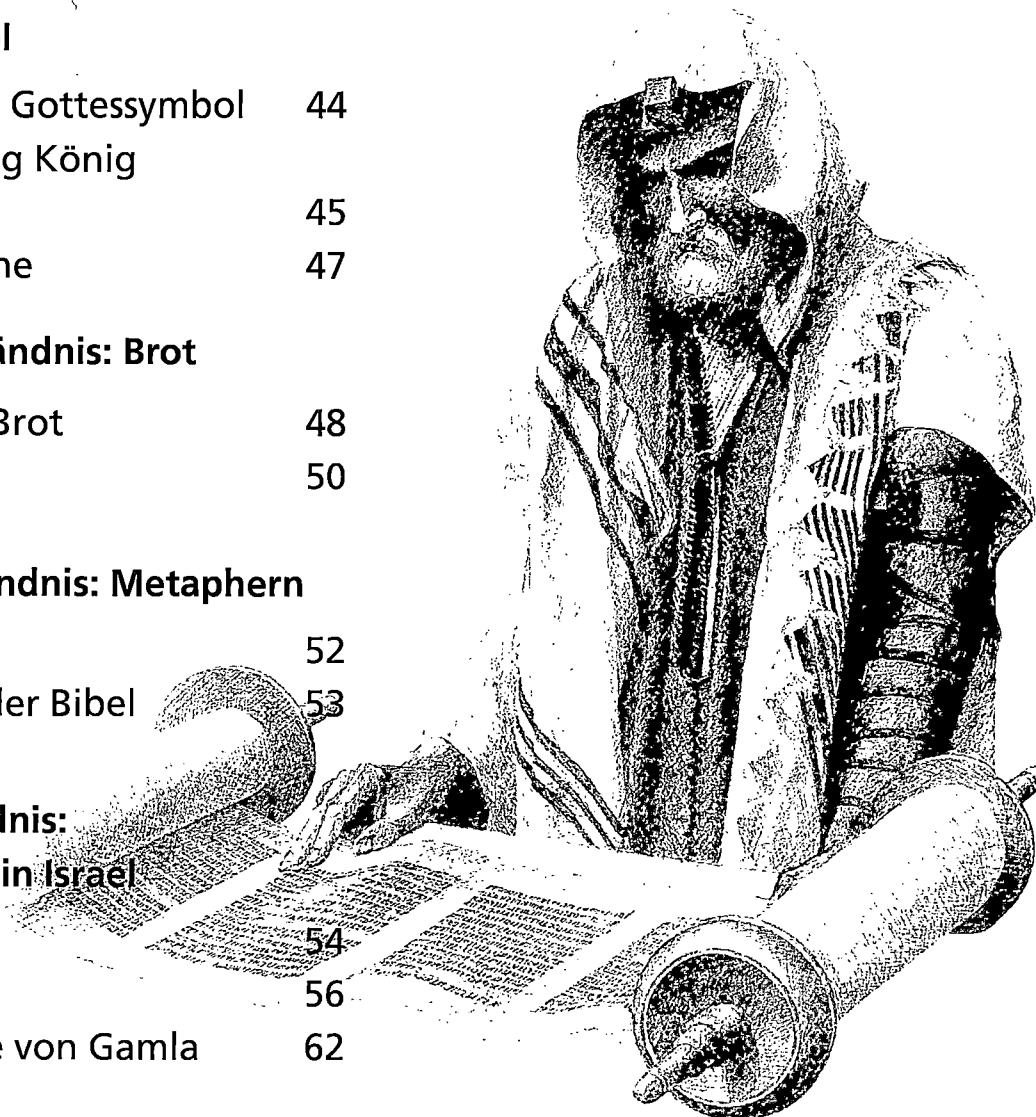 l
Gottessymbol 44
g König
45
ne 47
ändnis: Brot
Brot 48
50
ndnis: Metaphern
52
der Bibel 53
dnis:
in Israel
54
56
e von Gamla 62